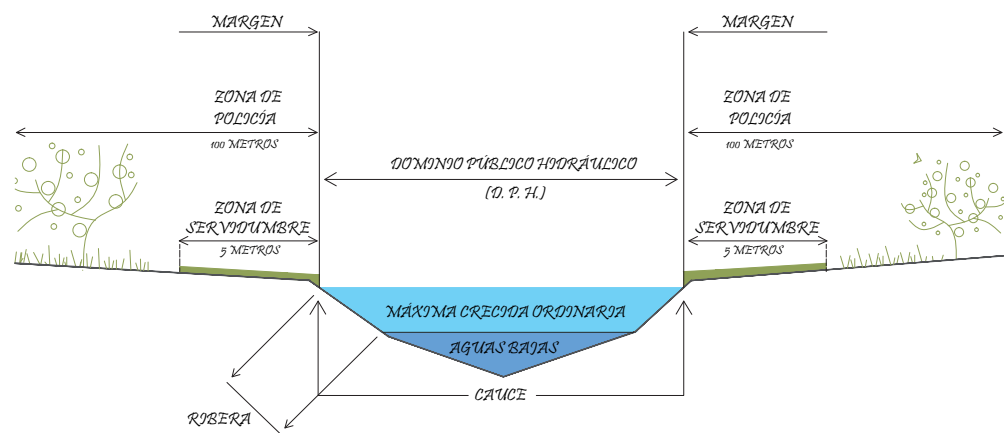 MARGEN
MARGEN
ZONA DE
POLICÍA
100 METROS
ZONA DE
POLICÍA
100 METROS
DOMINIO PÚBLICO HIDRÁULICO
(D. P. H.)
ZONA DE
SERVIDUMBRE
5 METROS
ZONA DE
SERVIDUMBRE
5 METROS
MÁXIMA CRECIDA ORDINARIA
AGUAS BAJAS
CAUCE
RIBERA